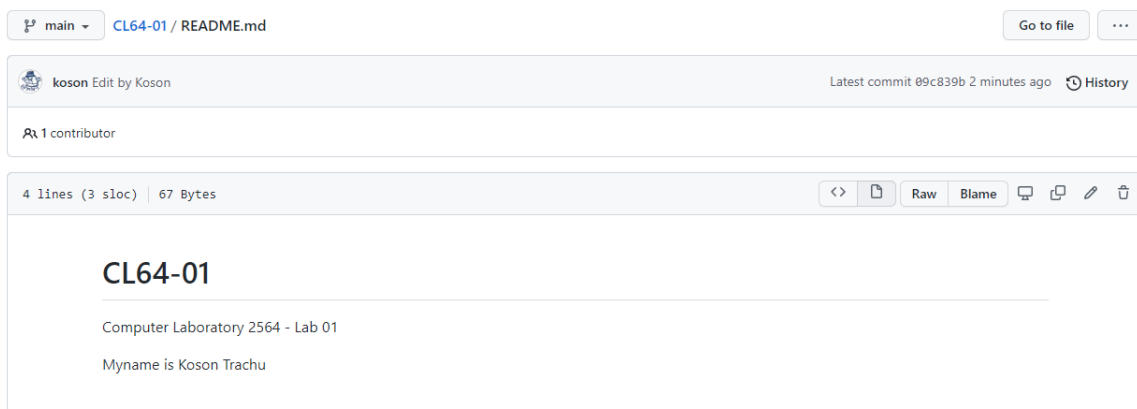 main CL64-01 / README.md Go to file ...
koson Edit by Koson Latest commit 09c839b 2 minutes ago History
1 contributor
4 lines (3 sloc) 67 Bytes <> Raw Blame
CL64-01
Computer Laboratory 2564 - Lab 01
Myname is Koson Trachu